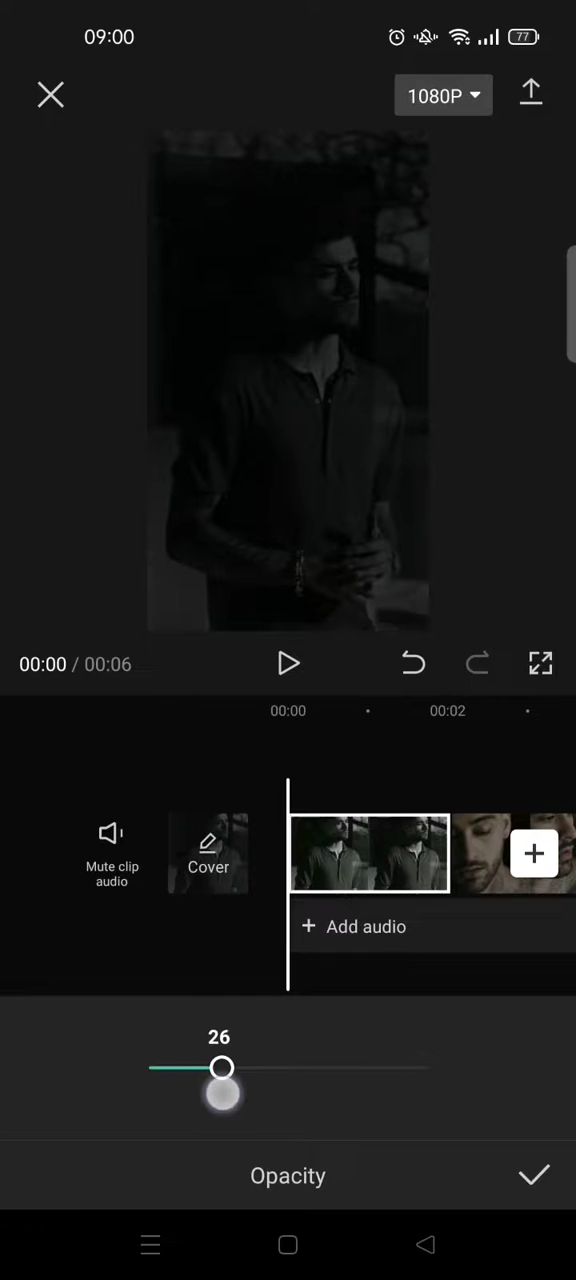 09:00
77
1080P
00:00 / 00:06
00:00
00:02
Mute clip
audio
Cover
+ Add audio
26
Opacity